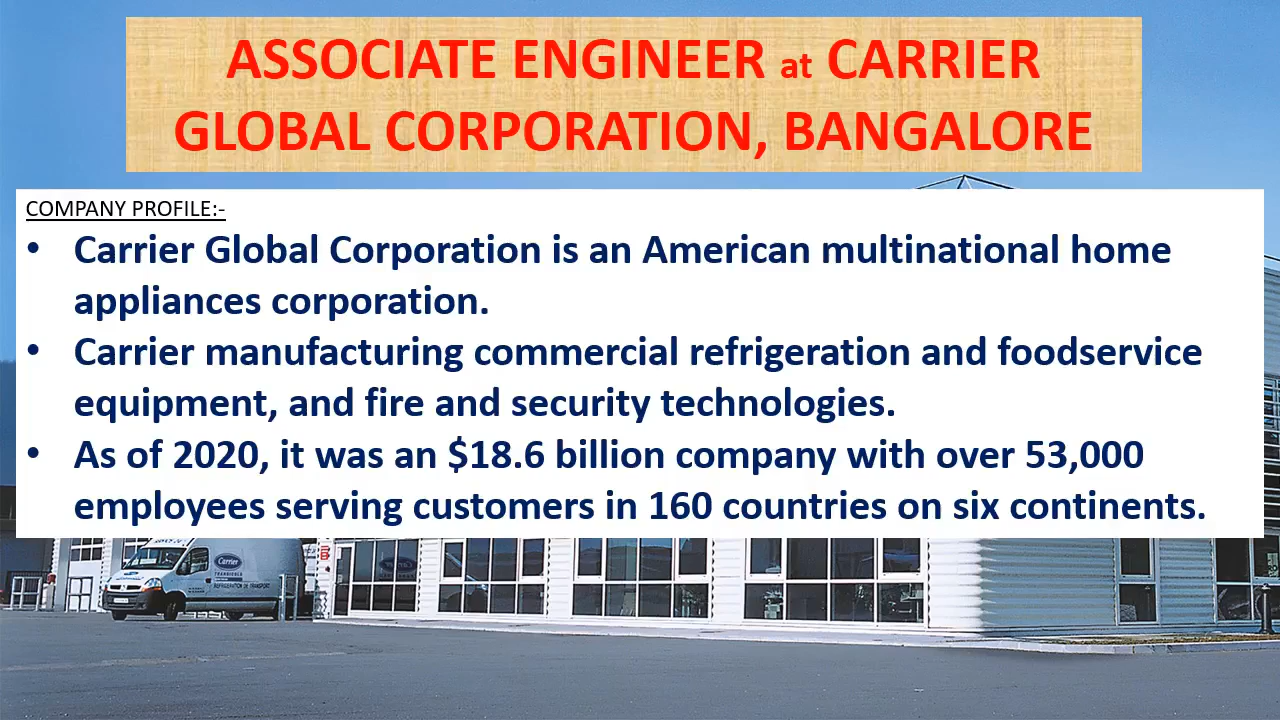 ASSOCIATE ENGINEER at CARRIER
GLOBAL CORPORATION, BANGALORE
COMPANY PROFILE:-
• Carrier Global Corporation is an American multinational home
appliances corporation.
• Carrier manufacturing commercial refrigeration and foodservice
equipment, and fire and security technologies.
• As of 2020, it was an $18.6 billion company with over 53,000
employees serving customers in 160 countries on six continents.
Carrier
TRANSICOLD